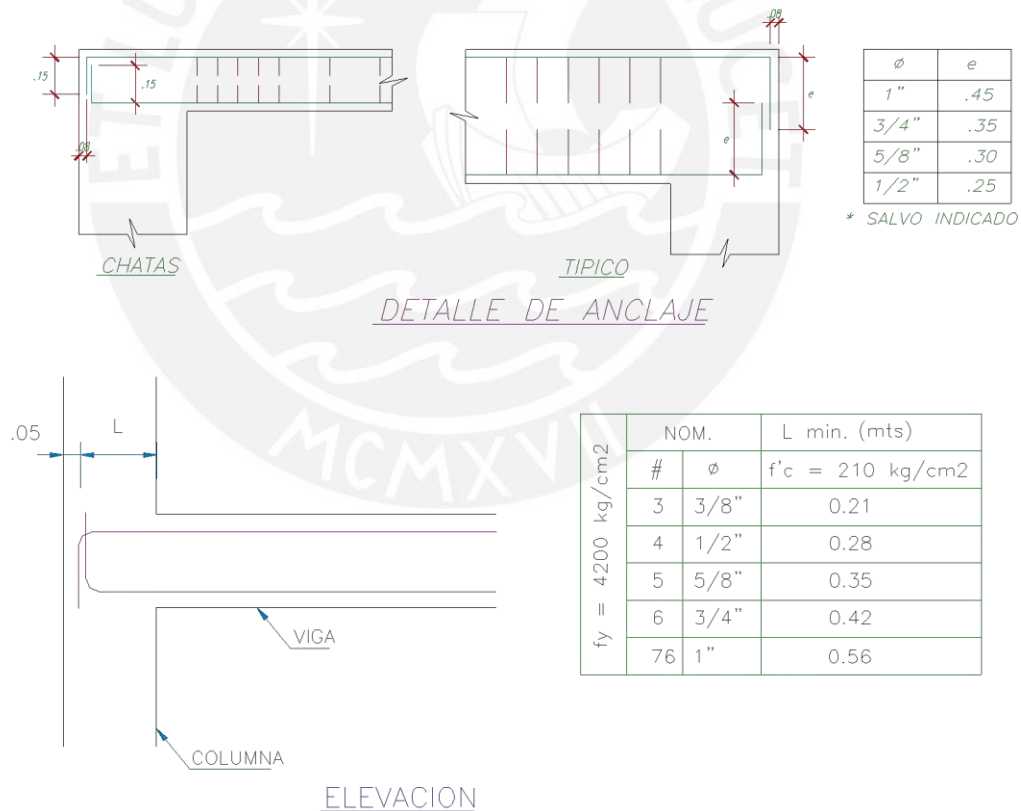 .08
.15
.15
.08
CHATAS
.08
e
e
TIPICO
ø e
1" .45
3/4" .35
5/8" .30
1/2" .25
* SALVO INDICADO
DETALLE DE ANCLAJE
MCMXVII
.05 L
VIGA
COLUMNA
ELEVACION
fy = 4200 kg/cm2
NOM. L min. (mts)
# ø f'c = 210 kg/cm2
3 3/8" 0.21
4 1/2" 0.28
5 5/8" 0.35
6 3/4" 0.42
76 1" 0.56